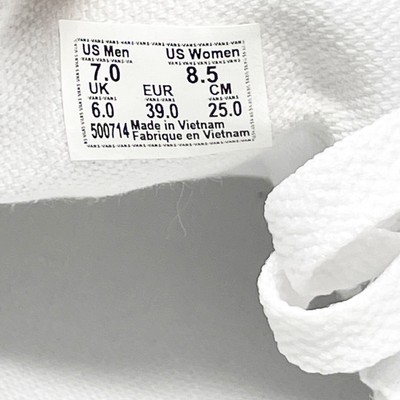 US Men US Women
7.0 8.5
UK EUR CM
6.0 39.0 25.0
500714 Made in Vietnam
Fabrique en Vietnam